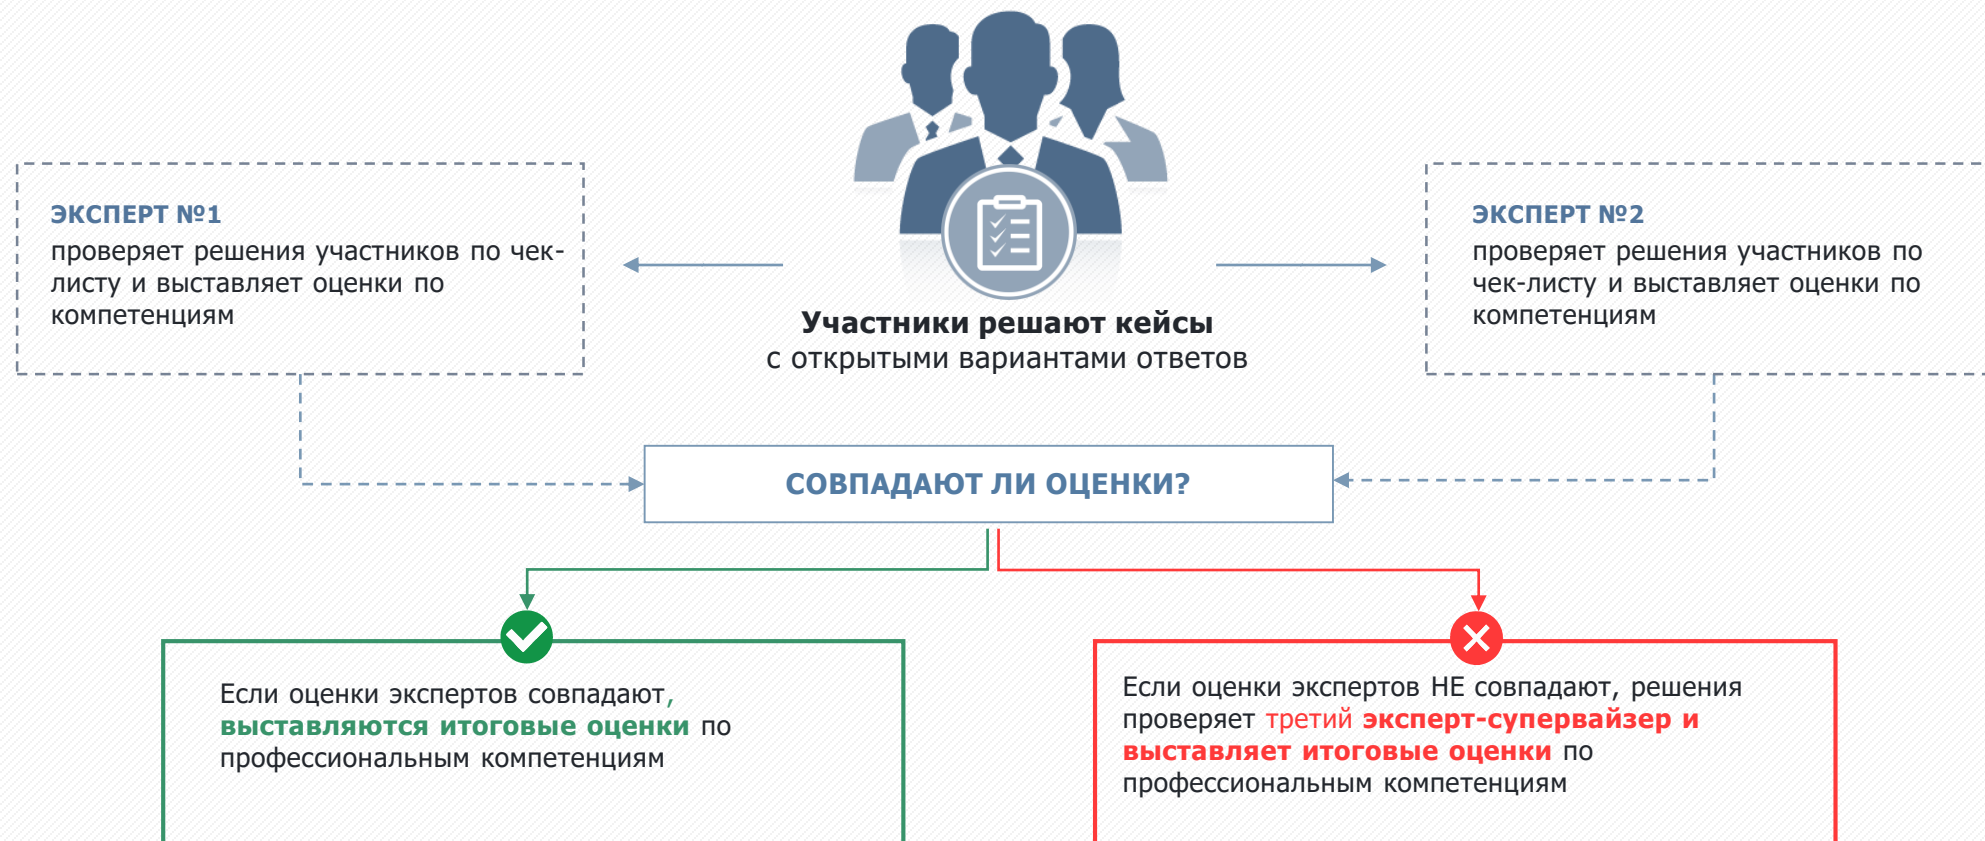 ЭКСПЕРТ №1
проверяет решения участников по чек-
листу и выставляет оценки по
компетенциям
Участники решают кейсы
с открытыми вариантами ответов
ЭКСПЕРТ №2
проверяет решения участников по
чек-листу и выставляет оценки по
компетенциям
СОВПАДАЮТ ЛИ ОЦЕНКИ?
Если оценки экспертов совпадают,
выставляются итоговые оценки по
профессиональным компетенциям
Если оценки экспертов НЕ совпадают, решения
проверяет третий эксперт-супервайзер и
выставляет итоговые оценки по
профессиональным компетенциям